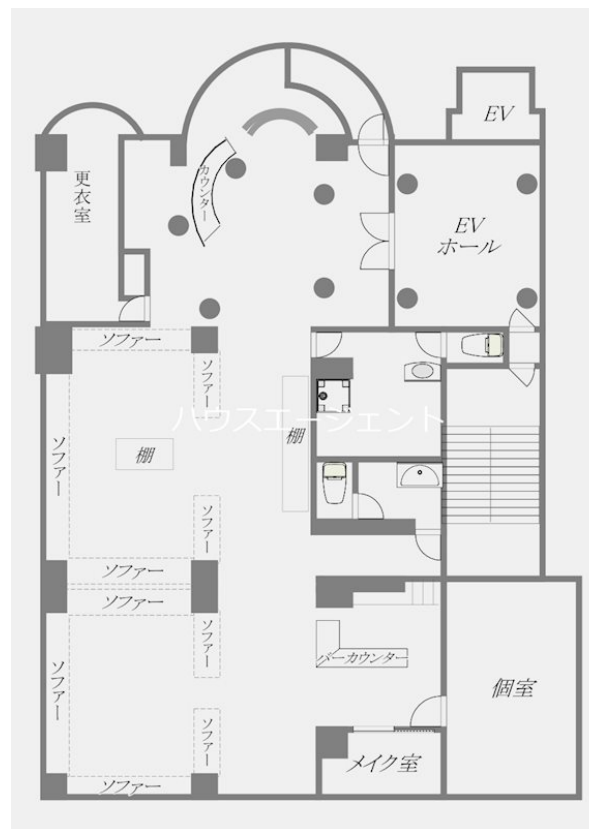 EV
更衣室
カウンター
EV
ホール
ソファー
ソファー
ハウスエージェント
ソファー
棚
棚
ソファー
ソファー
ソファー
ソファー
ソファー
バーカウンター
個室
ソファー
メイク室
ソファー